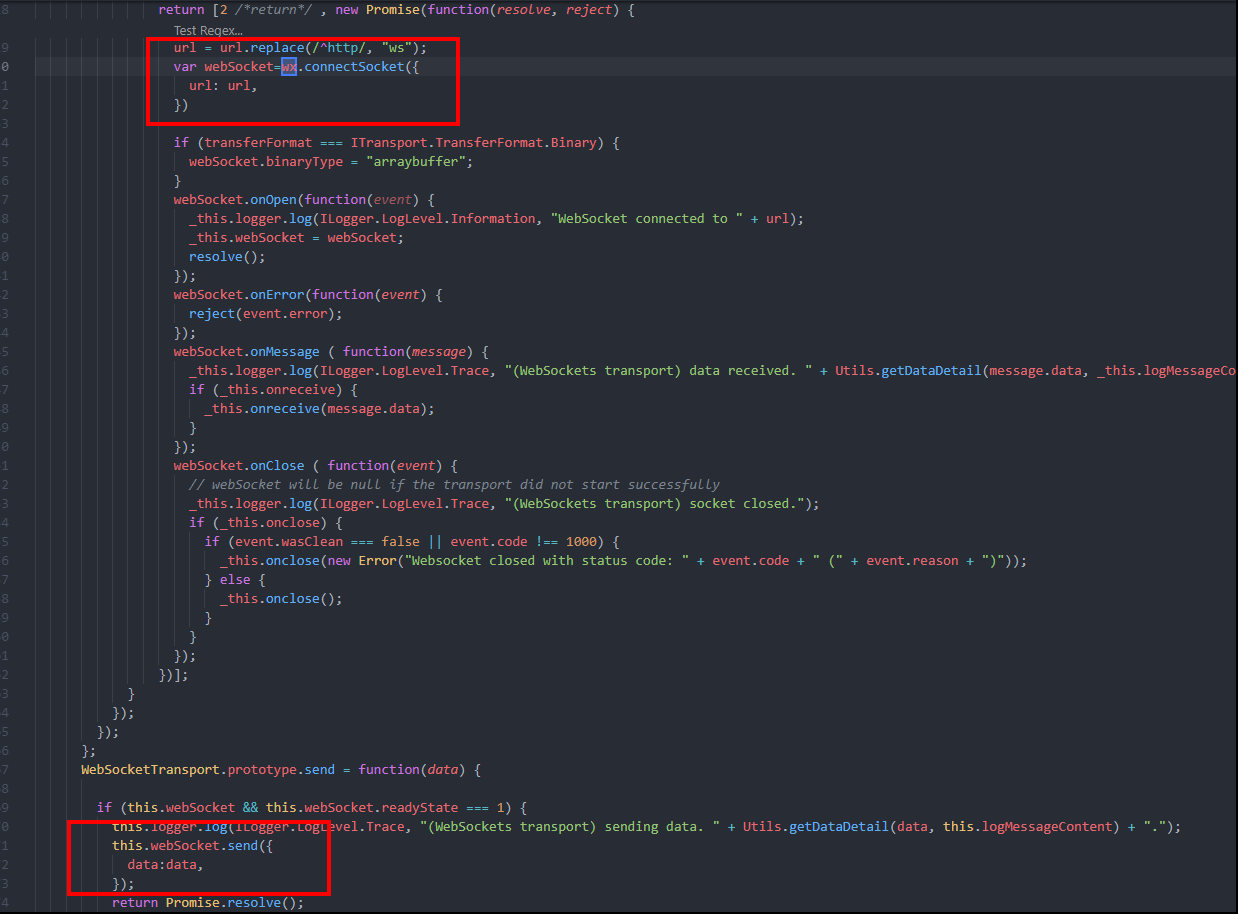 8 return [2 /*return*/ , new Promise(function(resolve, reject) {
Test Regex...
9 url = url.replace(/^http/, "ws");
0 var webSocket=wx.connectSocket({
1 url: url,
2 })
3
4 if (transferFormat === ITransport.TransferFormat.Binary) {
5 webSocket.binaryType = "arraybuffer";
6 }
7 webSocket.onOpen(function(event) {
8 _this.logger.log(ILogger.LogLevel.Information, "WebSocket connected to " + url);
9 _this.webSocket = webSocket;
0 resolve();
1 });
2 webSocket.onError(function(event) {
3 reject(event.error);
4 });
5 webSocket.onMessage ( function(message) {
6 _this.logger.log(ILogger.LogLevel.Trace, "(WebSockets transport) data received. " + Utils.getDataDetail(message.data, _this.logMessageCo
7 if (_this.onreceive) {
8 _this.onreceive(message.data);
9 }
0 });
1 webSocket.onClose ( function(event) {
2 // webSocket will be null if the transport did not start successfully
3 _this.logger.log(ILogger.LogLevel.Trace, "(WebSockets transport) socket closed.");
4 if (_this.onclose) {
5 if (event.wasClean === false || event.code !== 1000) {
6 _this.onclose(new Error("Websocket closed with status code: " + event.code + " (" + event.reason + ")"));
7 } else {
8 _this.onclose();
9 }
0 }
1 });
2 })];
3 }
4 });
5 });
6 };
7 WebSocketTransport.prototype.send = function(data) {
8
9 if (this.webSocket && this.webSocket.readyState === 1) {
0 this.logger.log(ILogger.LogLevel.Trace, "(WebSockets transport) sending data. " + Utils.getDataDetail(data, this.logMessageContent) + ".");
1 this.webSocket.send({
2 data:data,
3 });
4 return Promise.resolve();